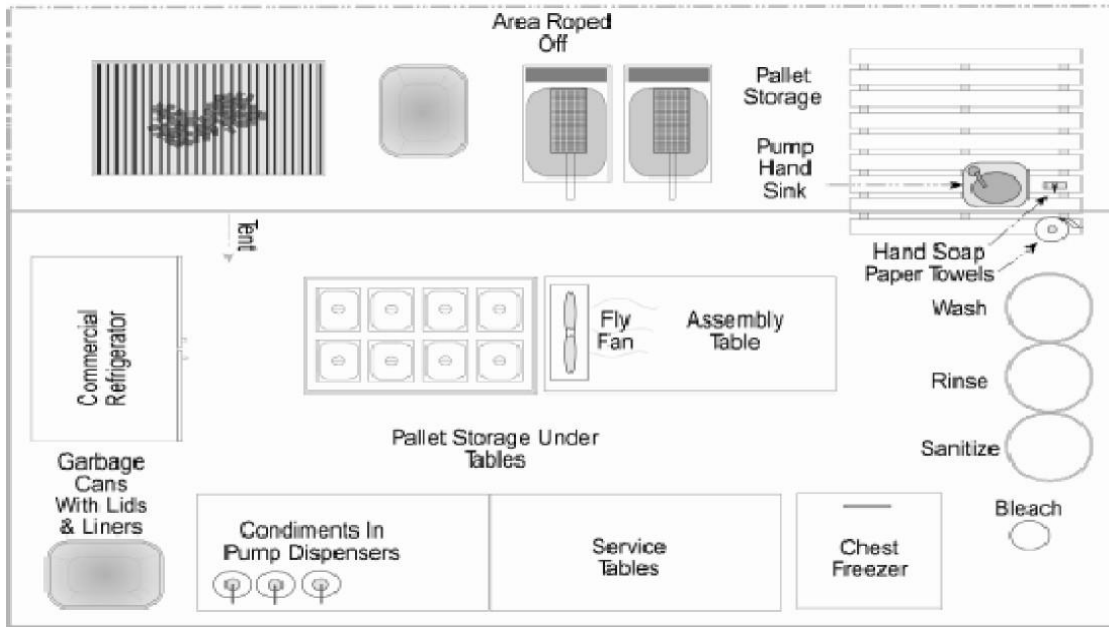 Area Roped
Off
Pallet
Storage
Pump
Hand
Sink
Tent
Hand Soap
Paper Towels
Commercial
Refrigerator
Fly
Fan
Assembly
Table
Wash
Rinse
Sanitize
Pallet Storage Under
Tables
Garbage
Cans
With Lids
& Liners
Condiments In
Pump Dispensers
Service
Tables
Chest
Freezer
Bleach